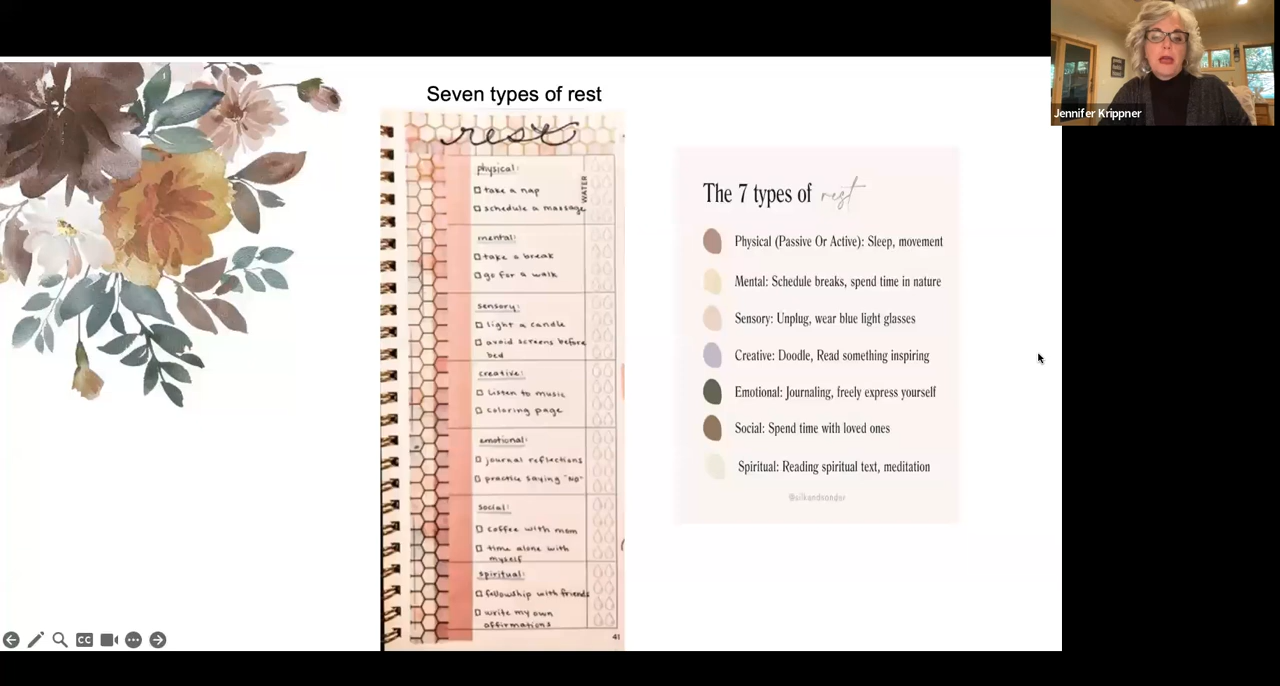 Seven types of rest
rest
physical:
take a nap
schedule a massage
WATER
mental:
take a break
go for a walk
sensory:
light a candle
avoid screens before
bed
creative:
listen to music
coloring page
emotional:
journal reflections
practice saying "no"
social:
coffee with mom
time alone with
myself
spiritual:
fellowship with friends
write my own
affirmations
41
The 7 types of rest
Physical (Passive Or Active): Sleep, movement
Mental: Schedule breaks, spend time in nature
Sensory: Unplug, wear blue light glasses
Creative: Doodle, Read something inspiring
Emotional: Journaling, freely express yourself
Social: Spend time with loved ones
Spiritual: Reading spiritual text, meditation
@silkandsonder
Jennifer Krippner
CC